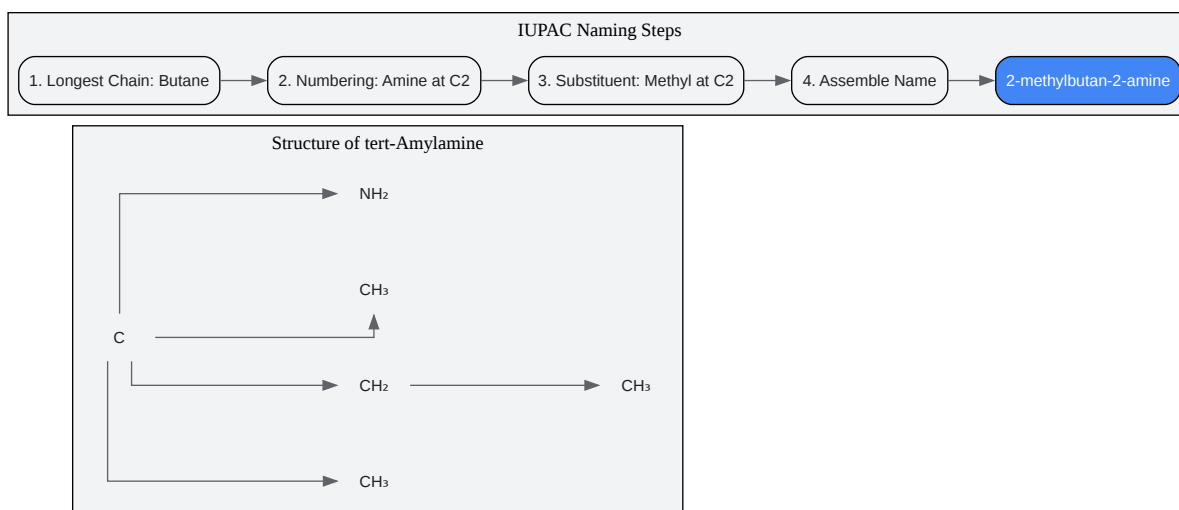 IUPAC Naming Steps
1. Longest Chain: Butane
2. Numbering: Amine at C2
3. Substituent: Methyl at C2
4. Assemble Name
2-methylbutan-2-amine
Structure of tert-Amylamine
NH₂
CH₃
C
CH₂
CH₃
CH₃